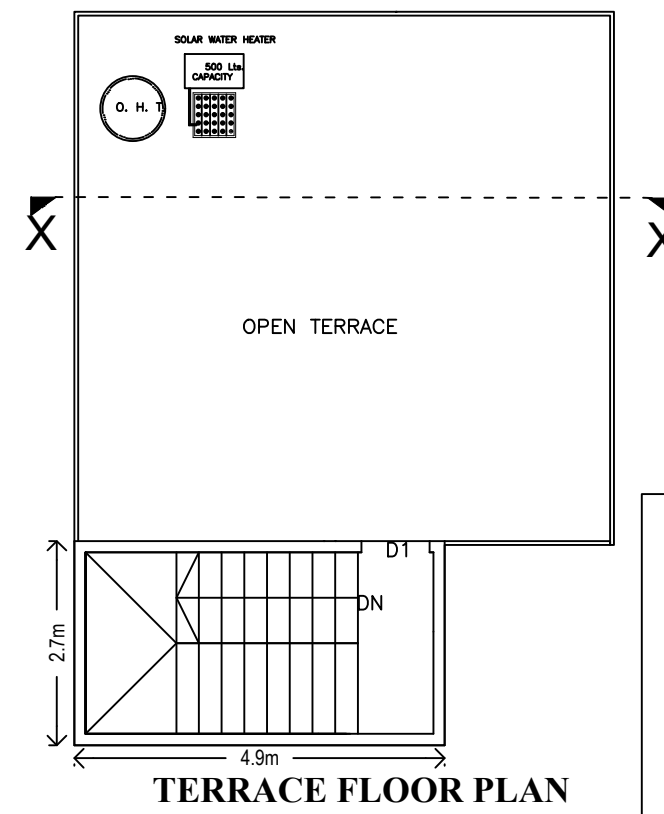 SOLAR WATER HEATER
500 Lts.
CAPACITY
O. H. T
X
X
OPEN TERRACE
D1
DN
2.7m
4.9m
TERRACE FLOOR PLAN